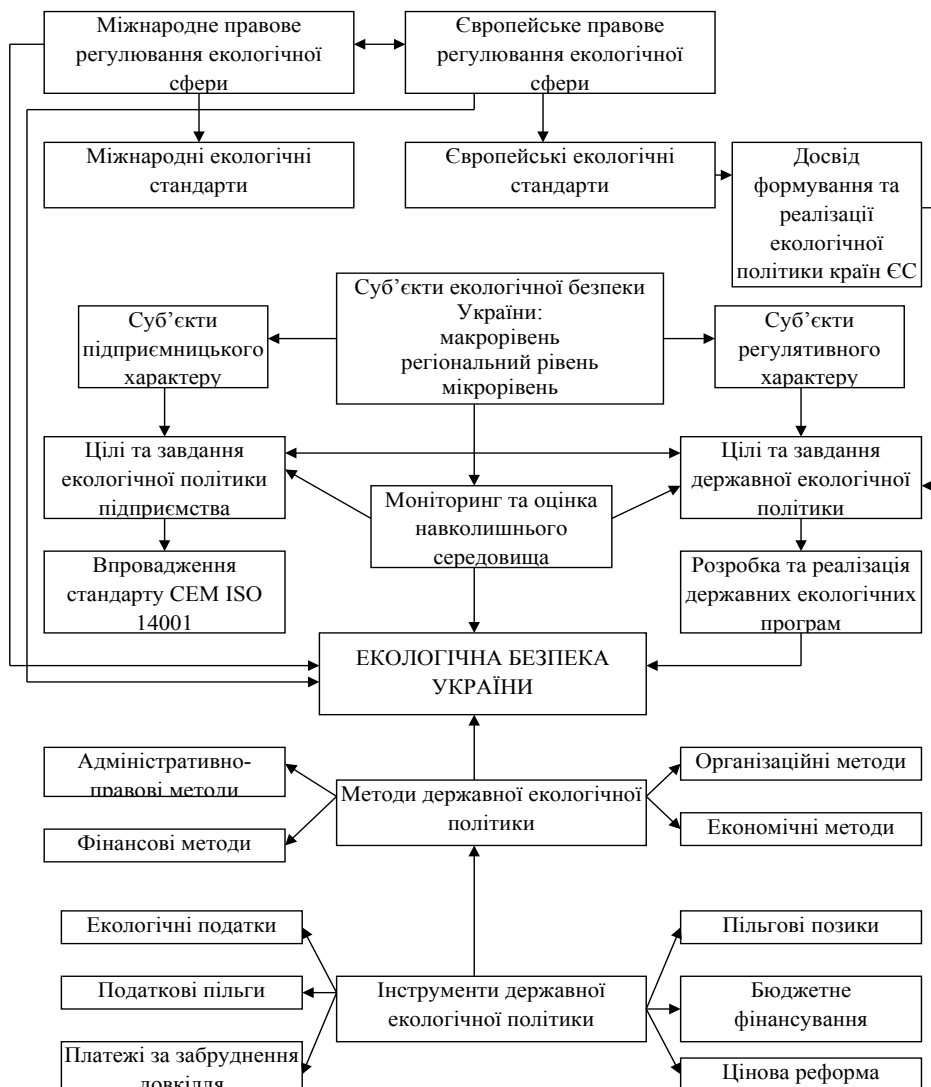 Міжнародне правове
регулювання екологічної
сфери
Європейське правове
регулювання екологічної
сфери
Міжнародні екологічні
стандарти
Європейські екологічні
стандарти
Досвід
формування та
реалізації
екологічної
політики країн ЄС
Суб’єкти екологічної безпеки
України:
макрорівень
регіональний рівень
мікрорівень
Суб’єкти
підприємницького
характеру
Суб’єкти
регулятивного
характеру
Цілі та завдання
екологічної політики
підприємства
Цілі та завдання
державної екологічної
політики
Моніторинг та оцінка
навколишнього
середовища
Впровадження
стандарту СЕМ ISO
14001
Розробка та реалізація
державних екологічних
програм
ЕКОЛОГІЧНА БЕЗПЕКА
УКРАЇНИ
Адміністративно-
правові методи
Організаційні методи
Методи державної екологічної
політики
Фінансові методи
Економічні методи
Екологічні податки
Пільгові позики
Податкові пільги
Інструменти державної
екологічної політики
Бюджетне
фінансування
Платежі за забруднення
довкілля
Цінова реформа